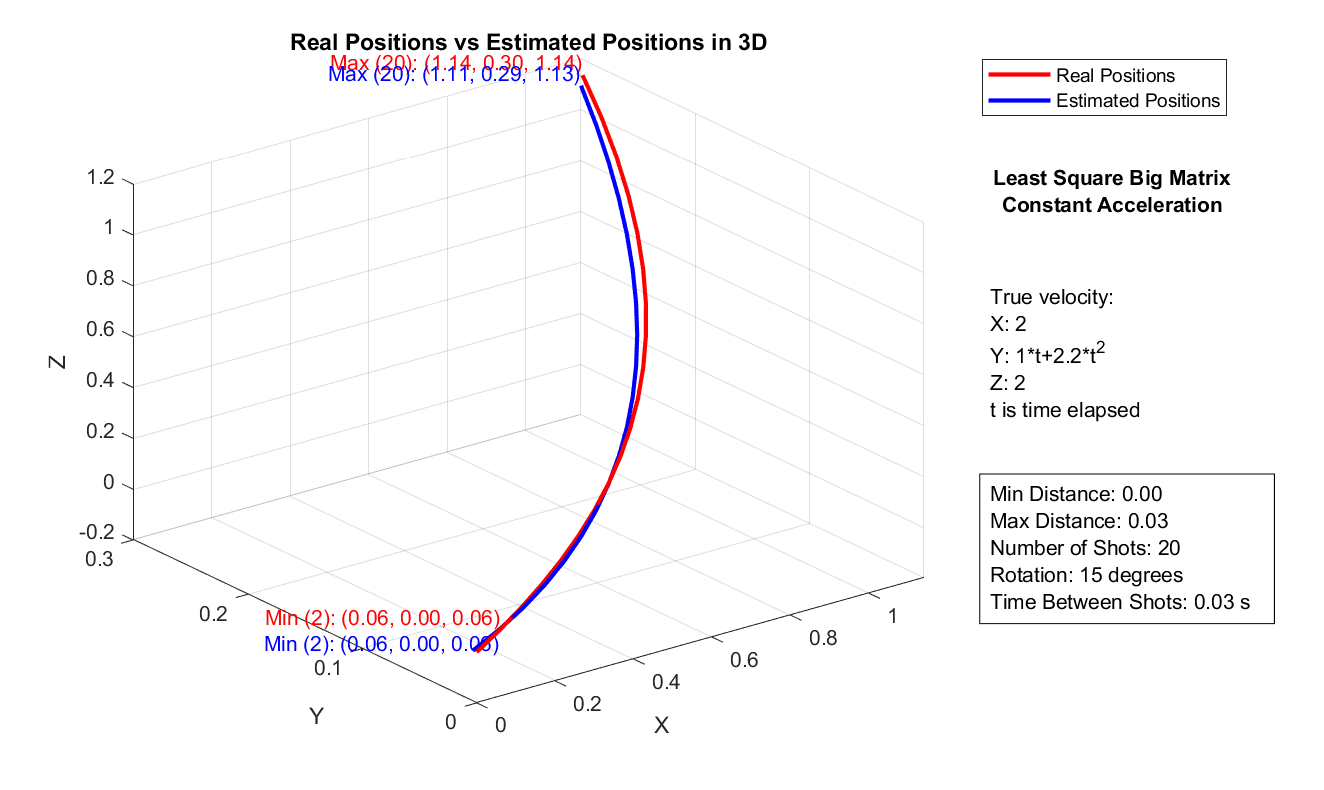 Real Positions vs Estimated Positions in 3D
Max (20): (1.14, 0.30, 1.14)
Max (20): (1.11, 0.29, 1.13)
Real Positions
Estimated Positions
Least Square Big Matrix
Constant Acceleration
True velocity:
X: 2
Y: 1*t+2.2*t^2
Z: 2
t is time elapsed
Min Distance: 0.00
Max Distance: 0.03
Number of Shots: 20
Rotation: 15 degrees
Time Between Shots: 0.03 s
1.2
1
0.8
0.6
0.4
0.2
0
-0.2
Z
0.3
0.2
0.1
0
Y
0
0.2
0.4
0.6
0.8
1
X
Min (2): (0.06, 0.00, 0.06)
Min (2): (0.06, 0.00, 0.06)